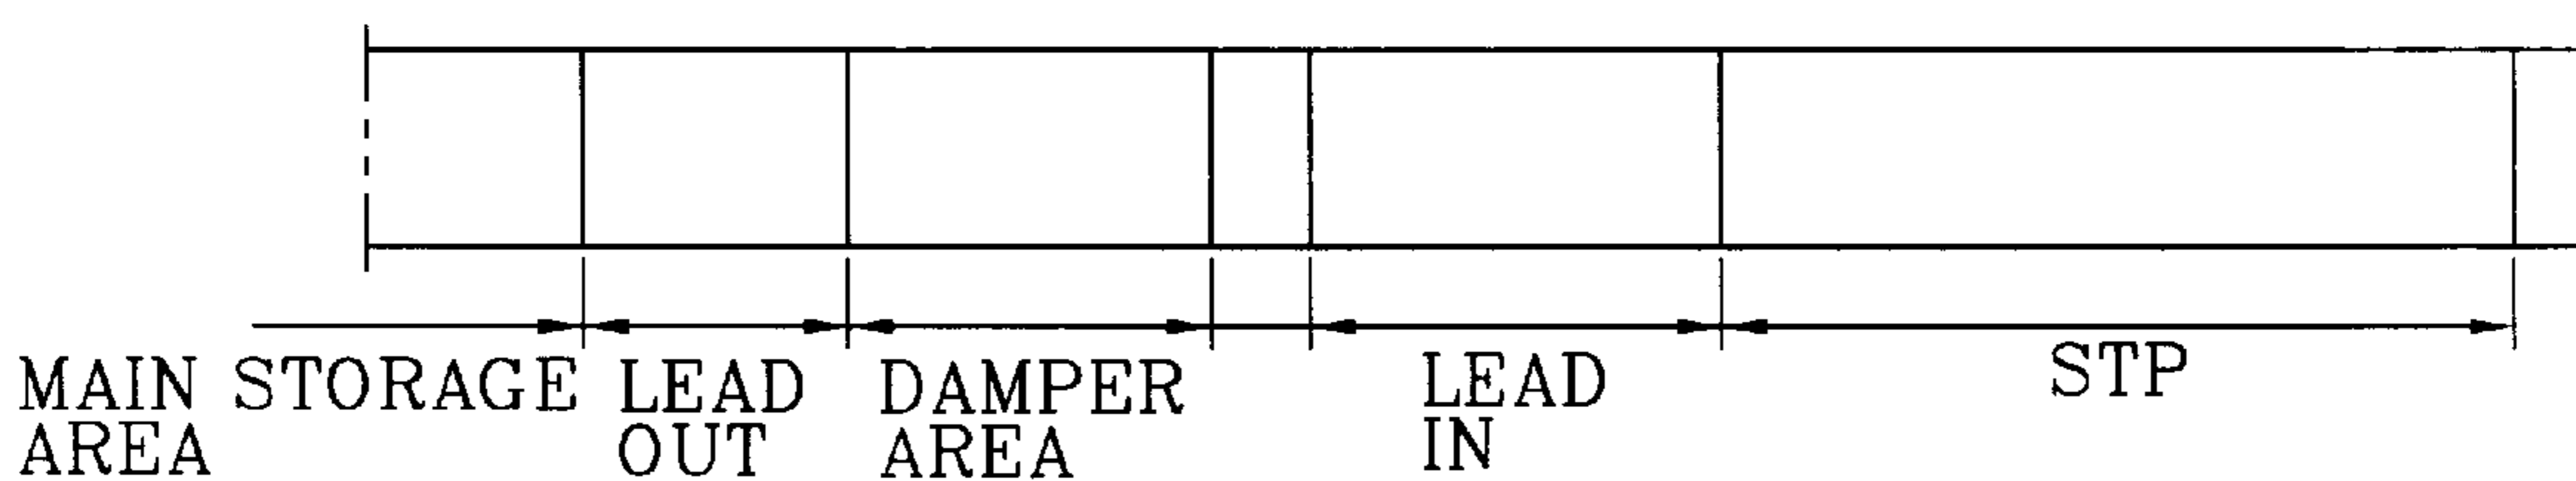 MAIN STORAGE
AREA
LEAD
OUT
DAMPER
AREA
LEAD
IN
STP